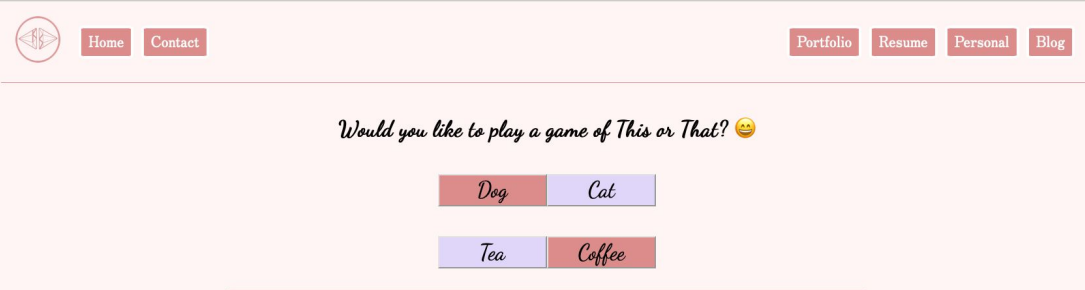 Home Contact Portfolio Resume Personal Blog
Would you like to play a game of This or That? 😄
Dog Cat
Tea Coffee